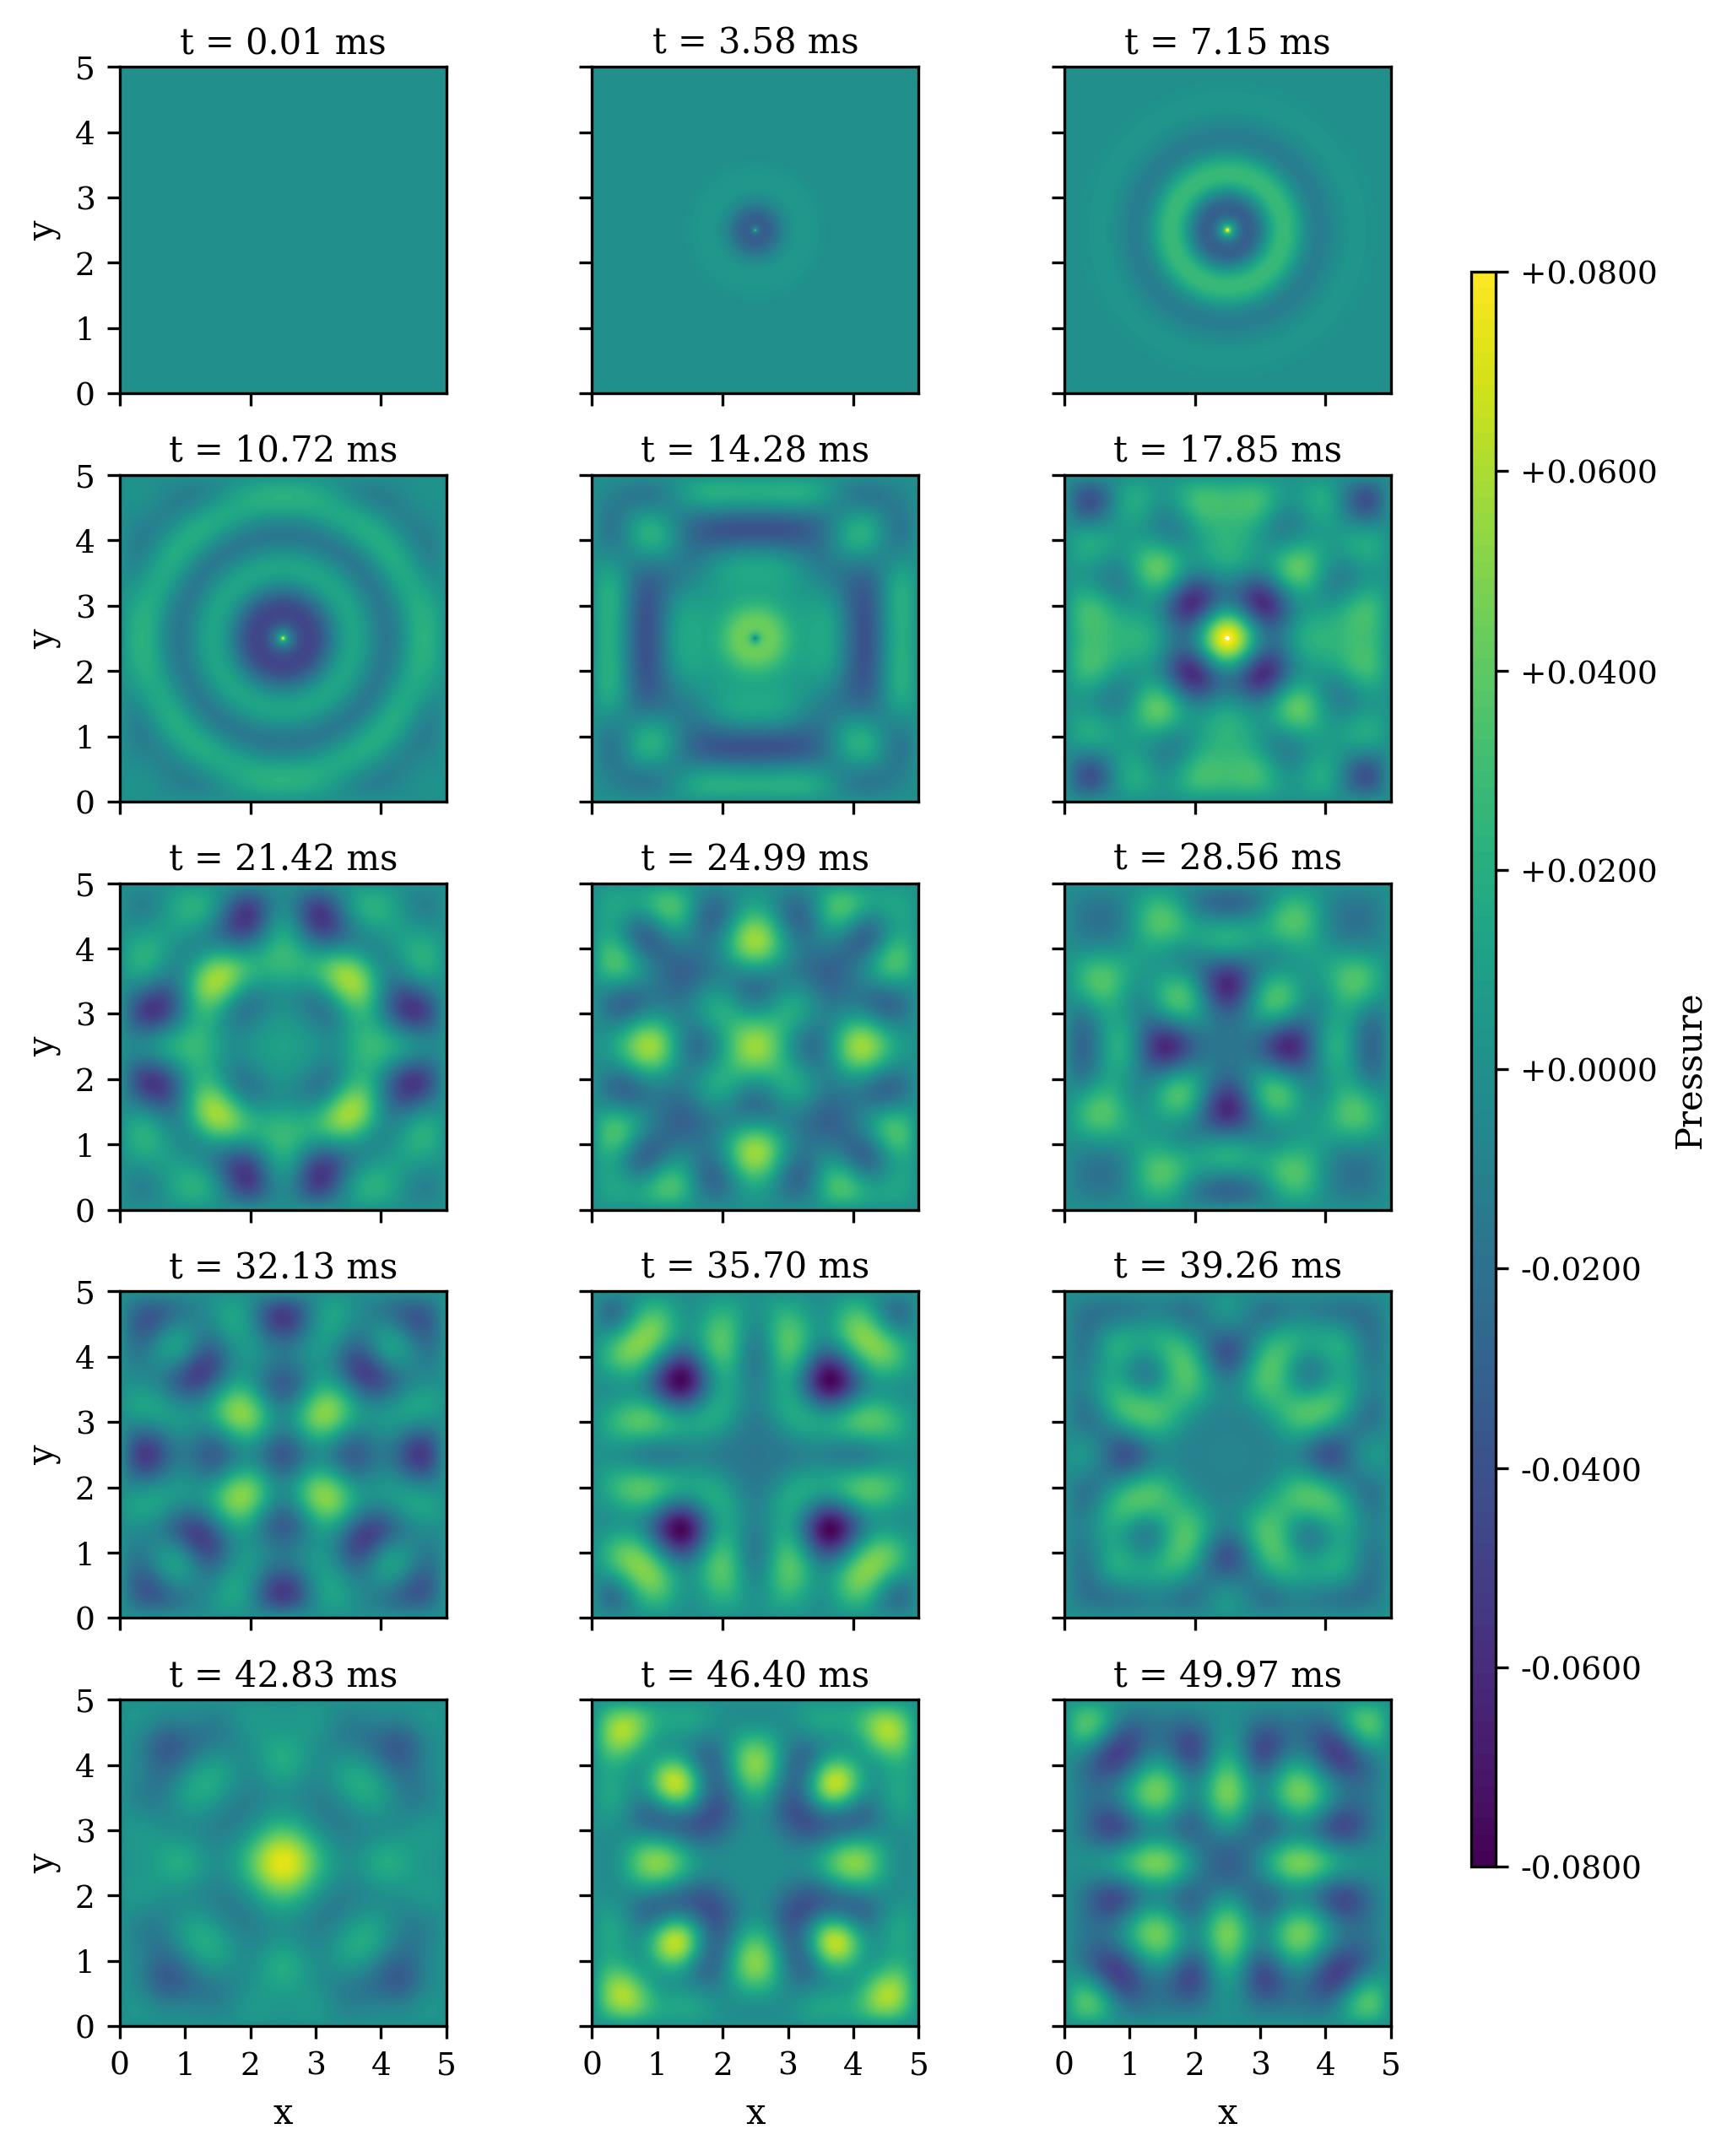 t = 0.01 ms
t = 3.58 ms
t = 7.15 ms
5
4
3
2
1
0
y
t = 10.72 ms
t = 14.28 ms
t = 17.85 ms
5
4
3
2
1
0
y
t = 21.42 ms
t = 24.99 ms
t = 28.56 ms
5
4
3
2
1
0
y
t = 32.13 ms
t = 35.70 ms
t = 39.26 ms
5
4
3
2
1
0
y
t = 42.83 ms
t = 46.40 ms
t = 49.97 ms
5
4
3
2
1
0
y
0 1 2 3 4 5
0 1 2 3 4 5
0 1 2 3 4 5
x
x
x
+0.0800
+0.0600
+0.0400
+0.0200
+0.0000
-0.0200
-0.0400
-0.0600
-0.0800
Pressure